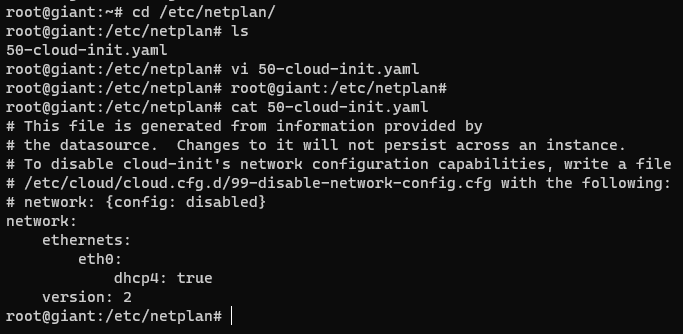 root@giant:~# cd /etc/netplan/
root@giant:/etc/netplan# ls
50-cloud-init.yaml
root@giant:/etc/netplan# vi 50-cloud-init.yaml
root@giant:/etc/netplan# root@giant:/etc/netplan#
root@giant:/etc/netplan# cat 50-cloud-init.yaml
# This file is generated from information provided by
# the datasource.  Changes to it will not persist across an instance.
# To disable cloud-init's network configuration capabilities, write a file
# /etc/cloud/cloud.cfg.d/99-disable-network-config.cfg with the following:
# network: {config: disabled}
network:
    ethernets:
        eth0:
            dhcp4: true
    version: 2
root@giant:/etc/netplan#